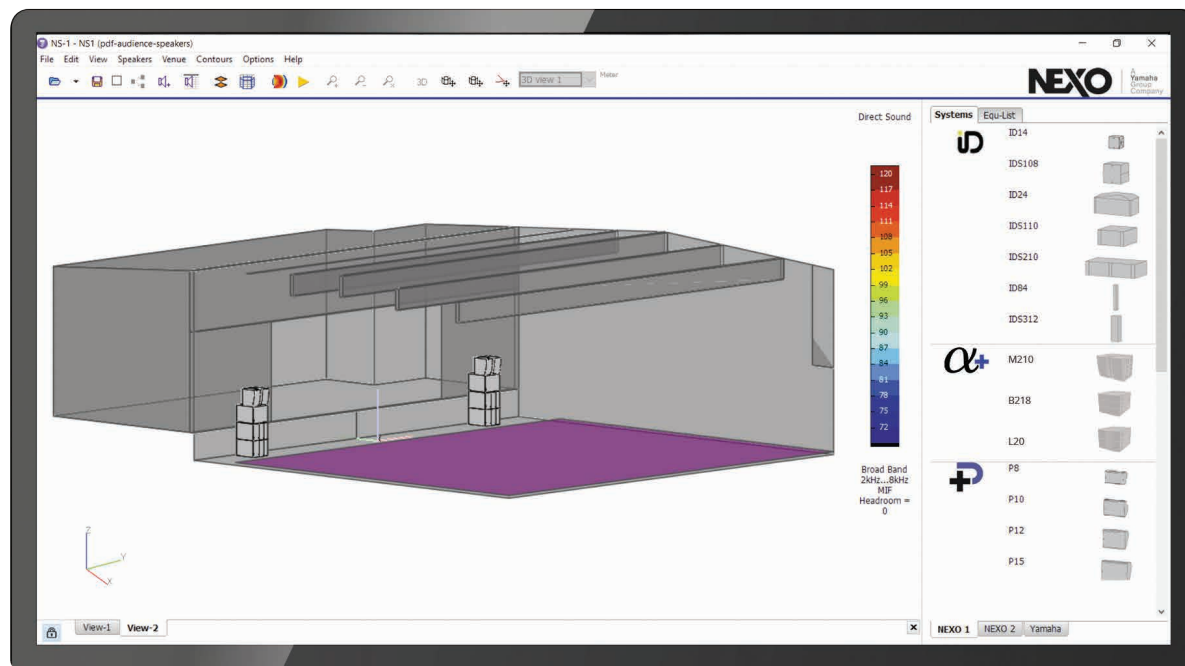 NS-1 - NS1 (pdf-audience-speakers)
File Edit View Speakers Venue Contours Options Help
3D 3D view 1 Meter
NEXO A Yamaha Group Company
Direct Sound
120
117
114
111
108
105
102
99
96
93
90
87
84
81
78
75
72
Broad Band
2kHz...8kHz
MIF
Headroom =
0
Z
Y
X
View-1 View-2
Systems Equ-List
iD
ID14
IDS108
ID24
IDS110
IDS210
ID84
IDS312
α+
M210
B218
L20
P+
P8
P10
P12
P15
NEXO 1 NEXO 2 Yamaha